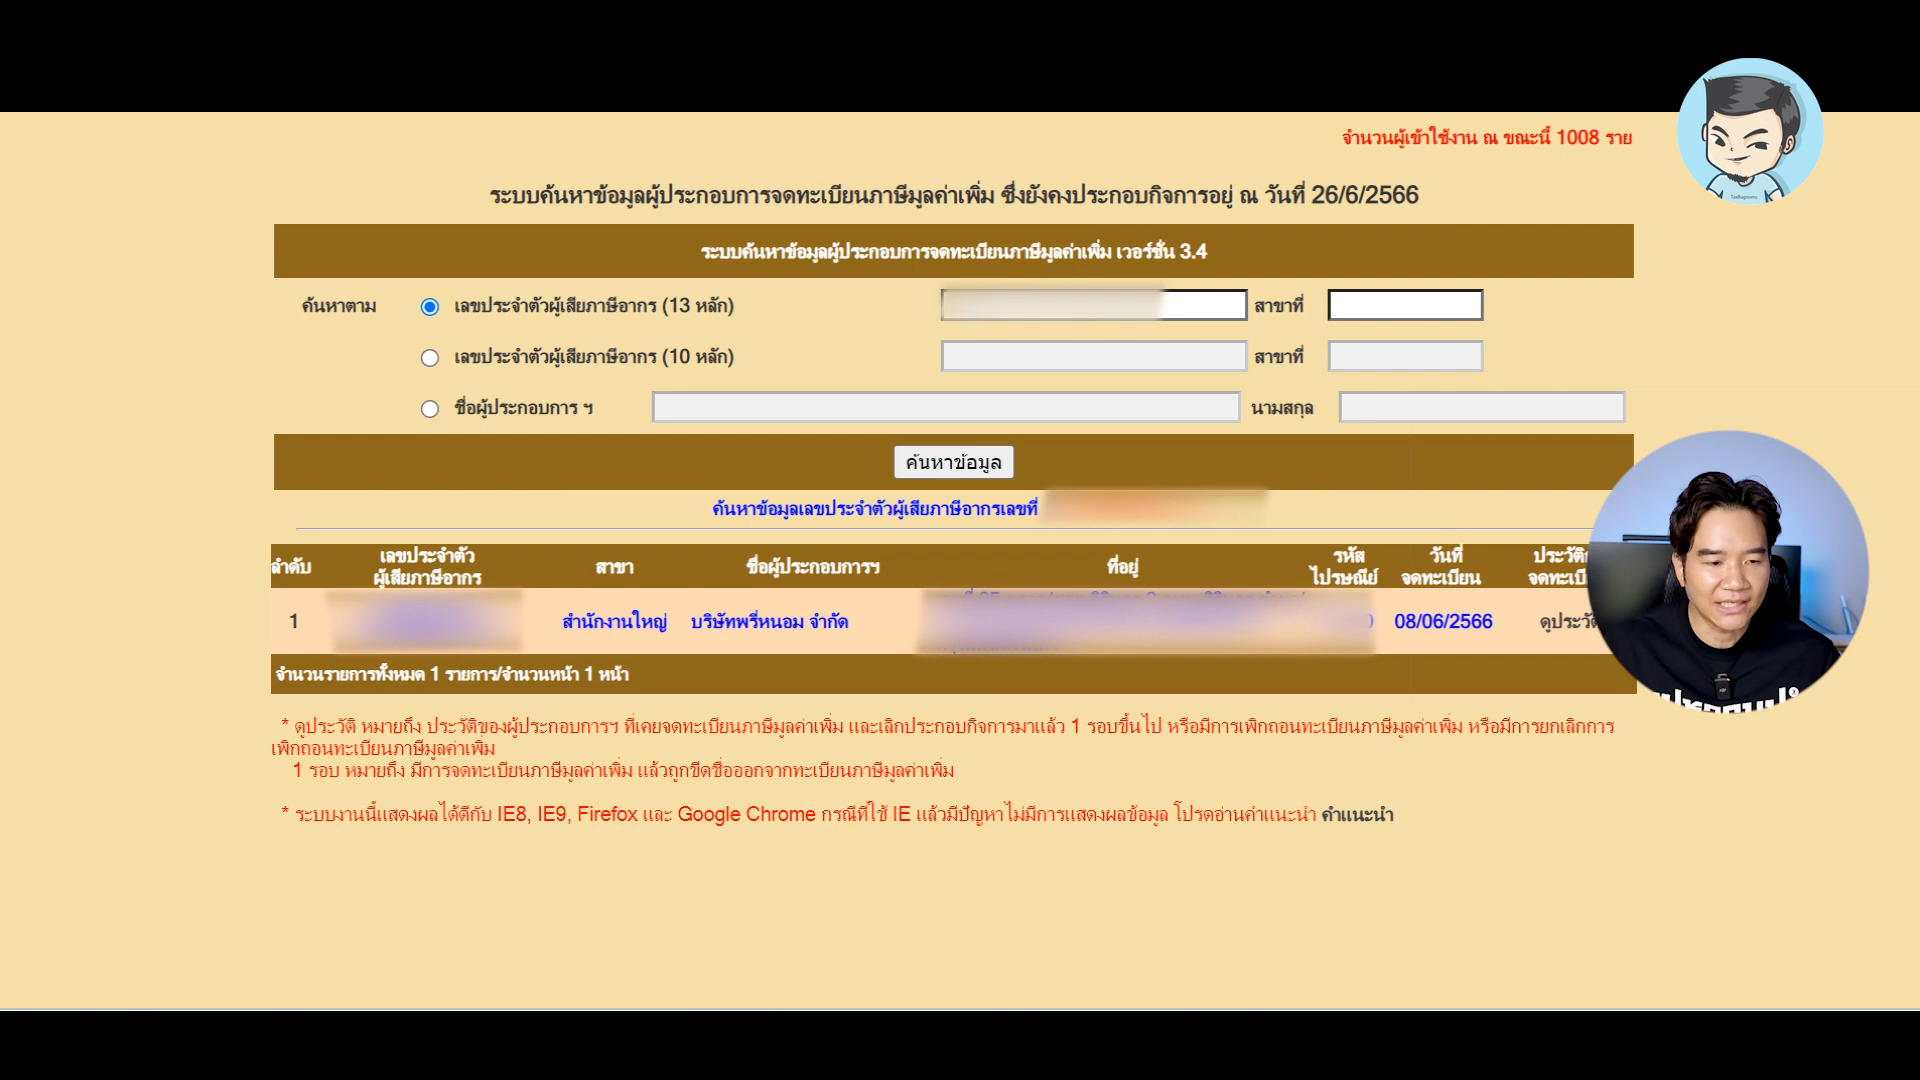 จำนวนผู้เข้าใช้งาน ณ ขณะนี้ 1008 ราย
ระบบค้นหาข้อมูลผู้ประกอบการจดทะเบียนภาษีมูลค่าเพิ่ม ซึ่งยังคงประกอบกิจการอยู่ ณ วันที่ 26/6/2566
ระบบค้นหาข้อมูลผู้ประกอบการจดทะเบียนภาษีมูลค่าเพิ่ม เวอร์ชั่น 3.4
ค้นหาตาม เลขประจำตัวผู้เสียภาษีอากร (13 หลัก) สาขาที่
เลขประจำตัวผู้เสียภาษีอากร (10 หลัก) สาขาที่
ชื่อผู้ประกอบการ ฯ นามสกุล
ค้นหาข้อมูล
ค้นหาข้อมูลเลขประจำตัวผู้เสียภาษีอากรเลขที่
ลำดับ เลขประจำตัว ผู้เสียภาษีอากร สาขา ชื่อผู้ประกอบการฯ ที่อยู่ รหัส ไปรษณีย์ วันที่ จดทะเบียน
1 สำนักงานใหญ่ บริษัทพรี่หนอม จำกัด 08/06/2566
จำนวนรายการทั้งหมด 1 รายการ/จำนวนหน้า 1 หน้า
* ดูประวัติ หมายถึง ประวัติของผู้ประกอบการฯ ที่เคยจดทะเบียนภาษีมูลค่าเพิ่ม และเลิกประกอบกิจการมาแล้ว 1 รอบขึ้นไป หรือมีการเพิกถอนทะเบียนภาษีมูลค่าเพิ่ม หรือมีการยกเลิกการ
เพิกถอนทะเบียนภาษีมูลค่าเพิ่ม
1 รอบ หมายถึง มีการจดทะเบียนภาษีมูลค่าเพิ่ม แล้วถูกขีดชื่อออกจากทะเบียนภาษีมูลค่าเพิ่ม
* ระบบงานนี้แสดงผลได้ดีกับ IE8, IE9, Firefox และ Google Chrome กรณีที่ใช้ IE แล้วมีปัญหาไม่มีการแสดงผลข้อมูล โปรดอ่านคำแนะนำ คำแนะนำ